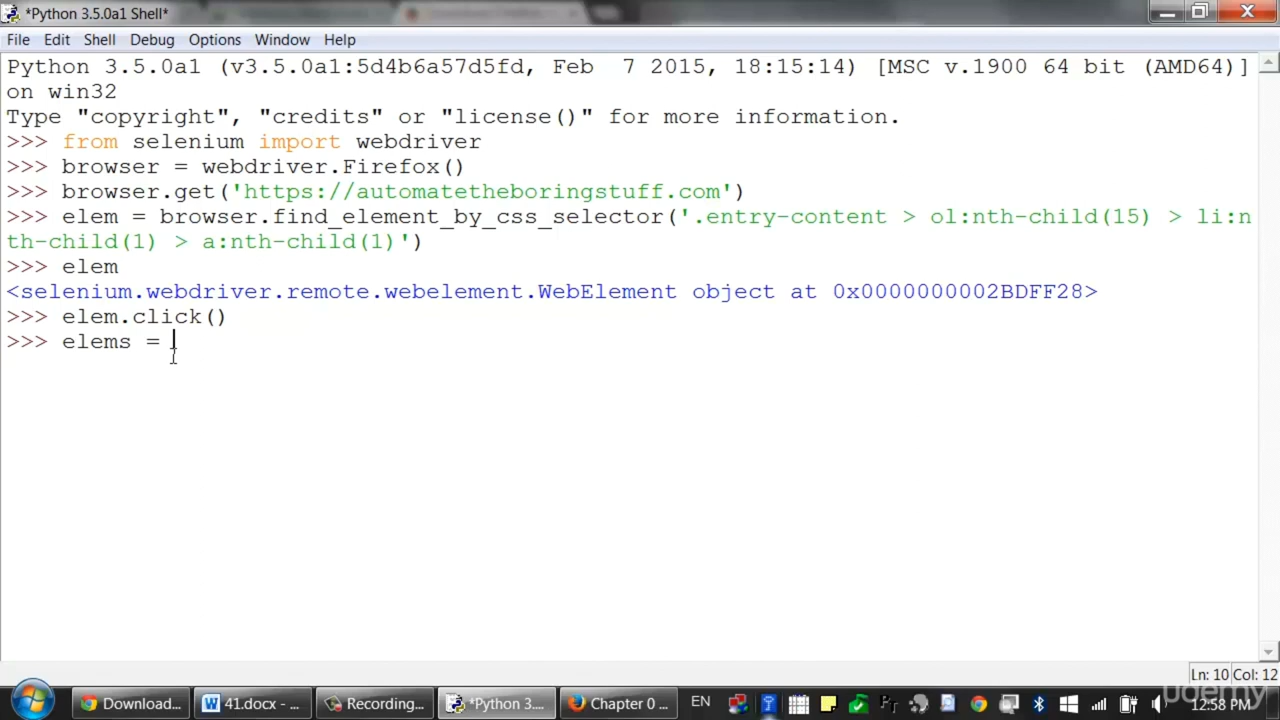 *Python 3.5.0a1 Shell*
File Edit Shell Debug Options Window Help
Python 3.5.0a1 (v3.5.0a1:5d4b6a57d5fd, Feb  7 2015, 18:15:14) [MSC v.1900 64 bit (AMD64)]
on win32
Type "copyright", "credits" or "license()" for more information.
>>> from selenium import webdriver
>>> browser = webdriver.Firefox()
>>> browser.get('https://automatetheboringstuff.com')
>>> elem = browser.find_element_by_css_selector('.entry-content > ol:nth-child(15) > li:n
th-child(1) > a:nth-child(1)')
>>> elem
<selenium.webdriver.remote.webelement.WebElement object at 0x0000000002BDFF28>
>>> elem.click()
>>> elems =
Ln: 10 Col: 12
Download... 41.docx - ... Recording... *Python 3.... Chapter 0 ... EN 12:58 PM
udemy